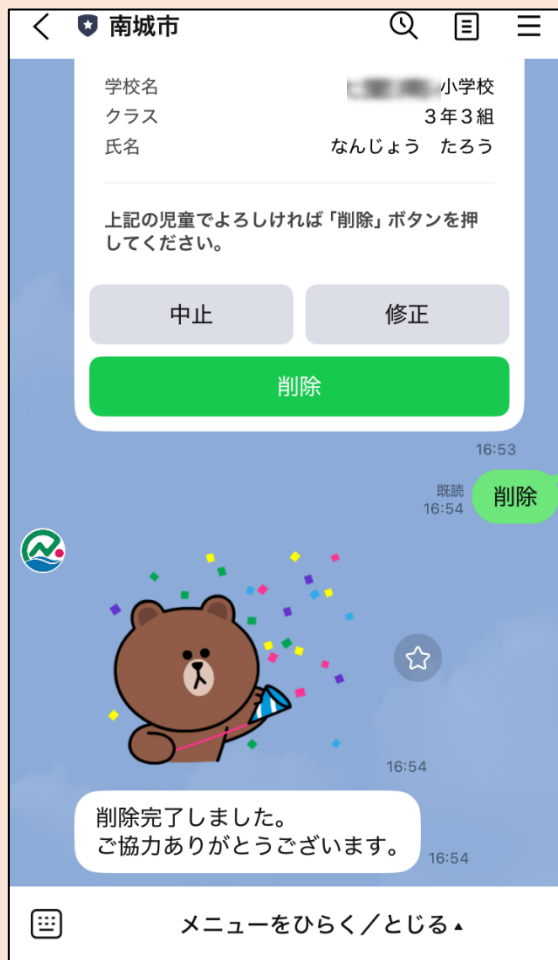 南城市
学校名 小学校
クラス 3年3組
氏名 なんじょう たろう
上記の児童でよろしければ「削除」ボタンを押
してください。
中止 修正
削除
16:53
既読
16:54
削除
16:54
削除完了しました。
ご協力ありがとうございます。
16:54
メニューをひらく／とじる▲